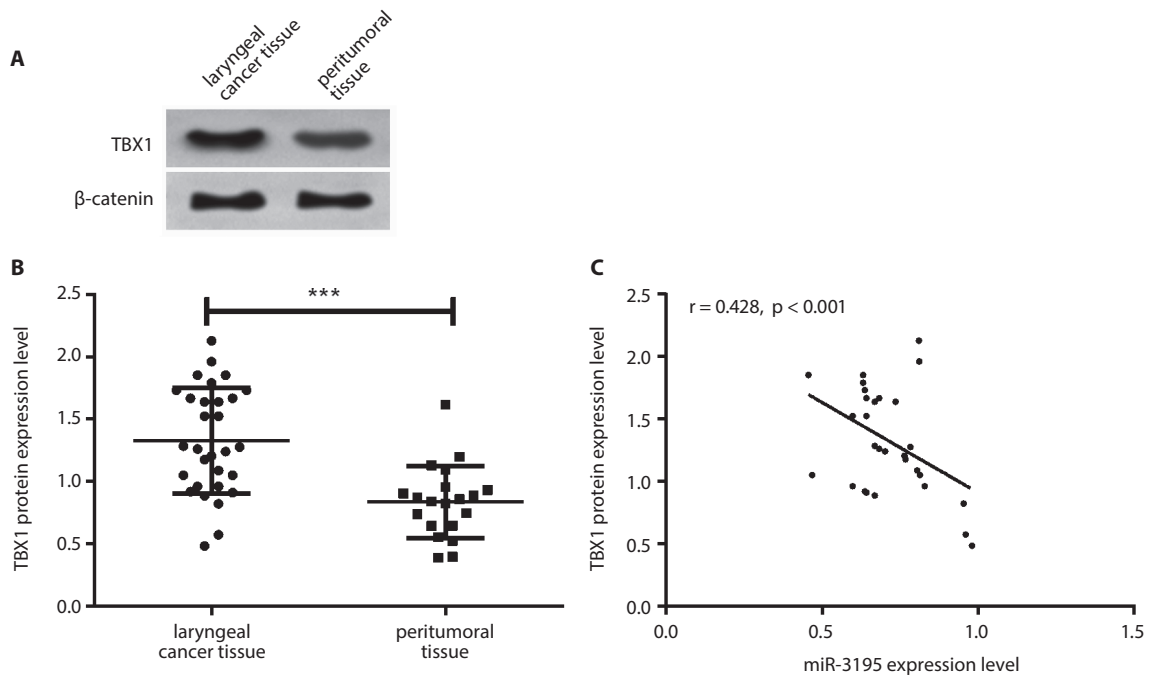 A
laryngeal
cancer tissue
peritumoral
tissue
TBX1
β-catenin
B
TBX1 protein expression level
2.5
2.0
1.5
1.0
0.5
0.0
***
laryngeal
cancer tissue
peritumoral
tissue
C
TBX1 protein expression level
2.5
2.0
1.5
1.0
0.5
0.0
r = 0.428, p < 0.001
0.0
0.5
1.0
1.5
miR-3195 expression level